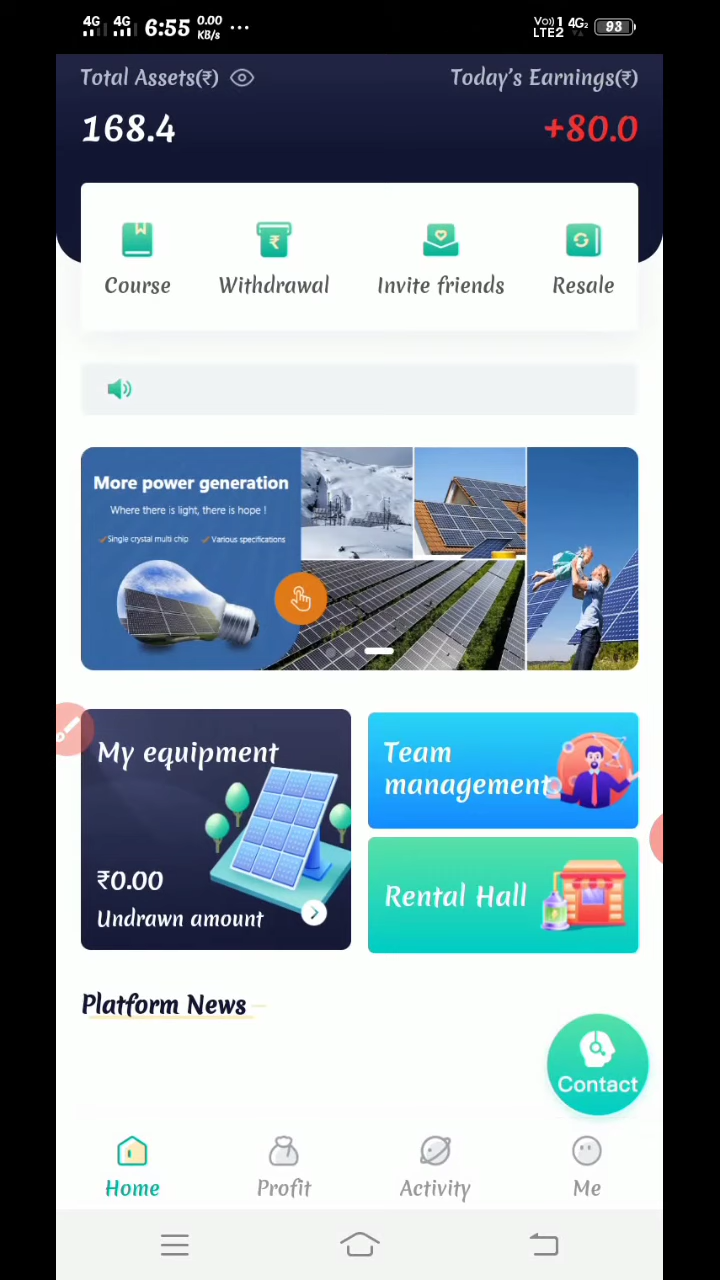 4G 4G 6:55 0.00 KB/s ... Vo)) 1 LTE2 4G2 93
Total Assets(₹) Today's Earnings(₹)
168.4 +80.0
Course Withdrawal Invite friends Resale
More power generation
Where there is light, there is hope !
Single crystal multi chip Various specifications
My equipment
₹0.00
Undrawn amount
Team
management
Rental Hall
Platform News
Contact
Home Profit Activity Me